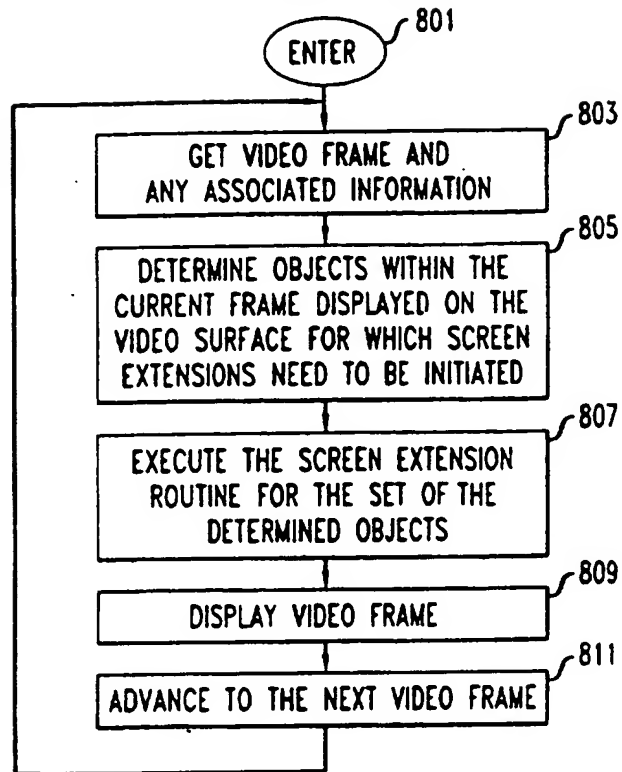 801
ENTER
803
GET VIDEO FRAME AND
ANY ASSOCIATED INFORMATION
805
DETERMINE OBJECTS WITHIN THE
CURRENT FRAME DISPLAYED ON THE
VIDEO SURFACE FOR WHICH SCREEN
EXTENSIONS NEED TO BE INITIATED
807
EXECUTE THE SCREEN EXTENSION
ROUTINE FOR THE SET OF THE
DETERMINED OBJECTS
809
DISPLAY VIDEO FRAME
811
ADVANCE TO THE NEXT VIDEO FRAME